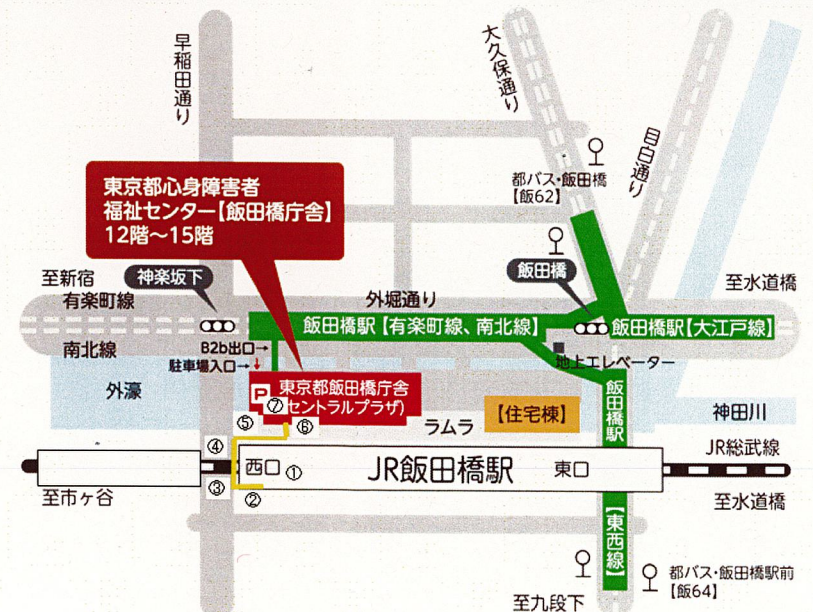 早稲田通り
大久保通り
目白通り
都バス・飯田橋
【飯62】
東京都心身障害者
福祉センター【飯田橋庁舎】
12階～15階
至新宿
有楽町線
神楽坂下
外堀通り
飯田橋
至水道橋
飯田橋駅【有楽町線、南北線】
飯田橋駅【大江戸線】
南北線
B2b出口→
駐車場入口→
地上エレベーター
外濠
P
東京都飯田橋庁舎
(セントラルプラザ)
⑦
⑤
⑥
ラムラ
【住宅棟】
飯田橋駅
【東西線】
神田川
④
JR総武線
西口
①
JR飯田橋駅
東口
③
②
至市ヶ谷
至水道橋
都バス・飯田橋駅前
【飯64】
至九段下